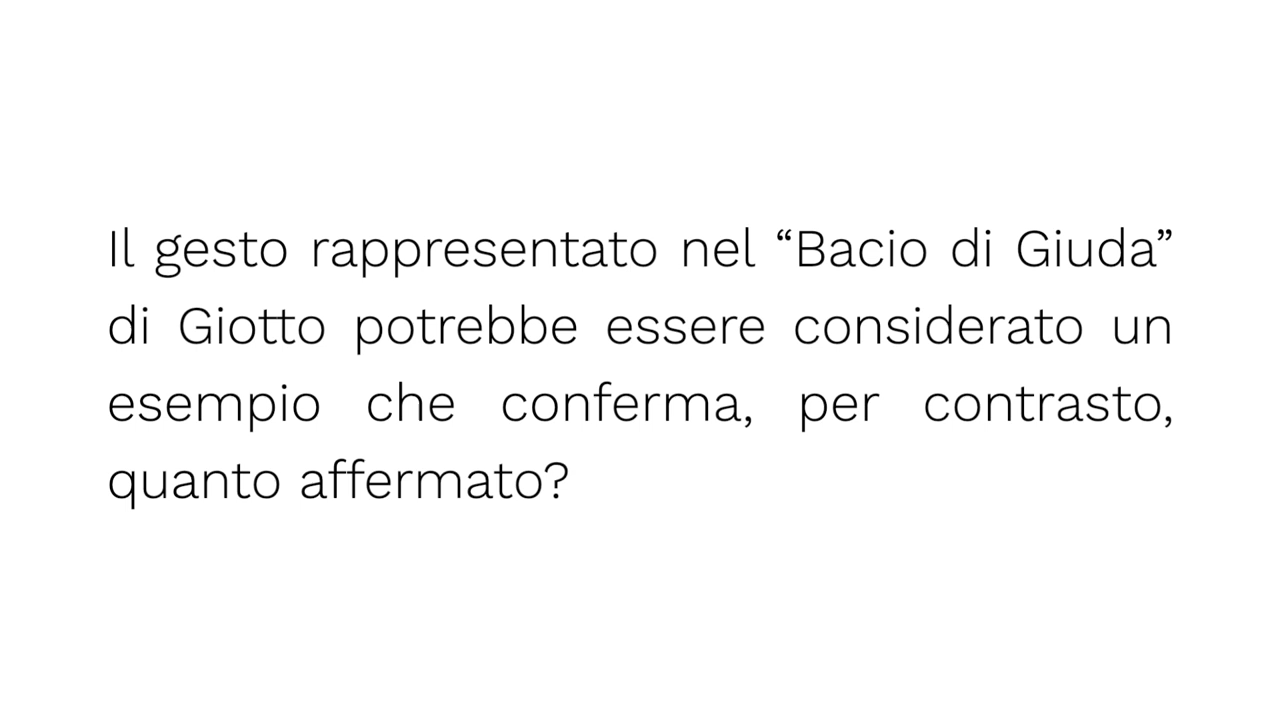 Il gesto rappresentato nel “Bacio di Giuda”
di Giotto potrebbe essere considerato un
esempio che conferma, per contrasto,
quanto affermato?